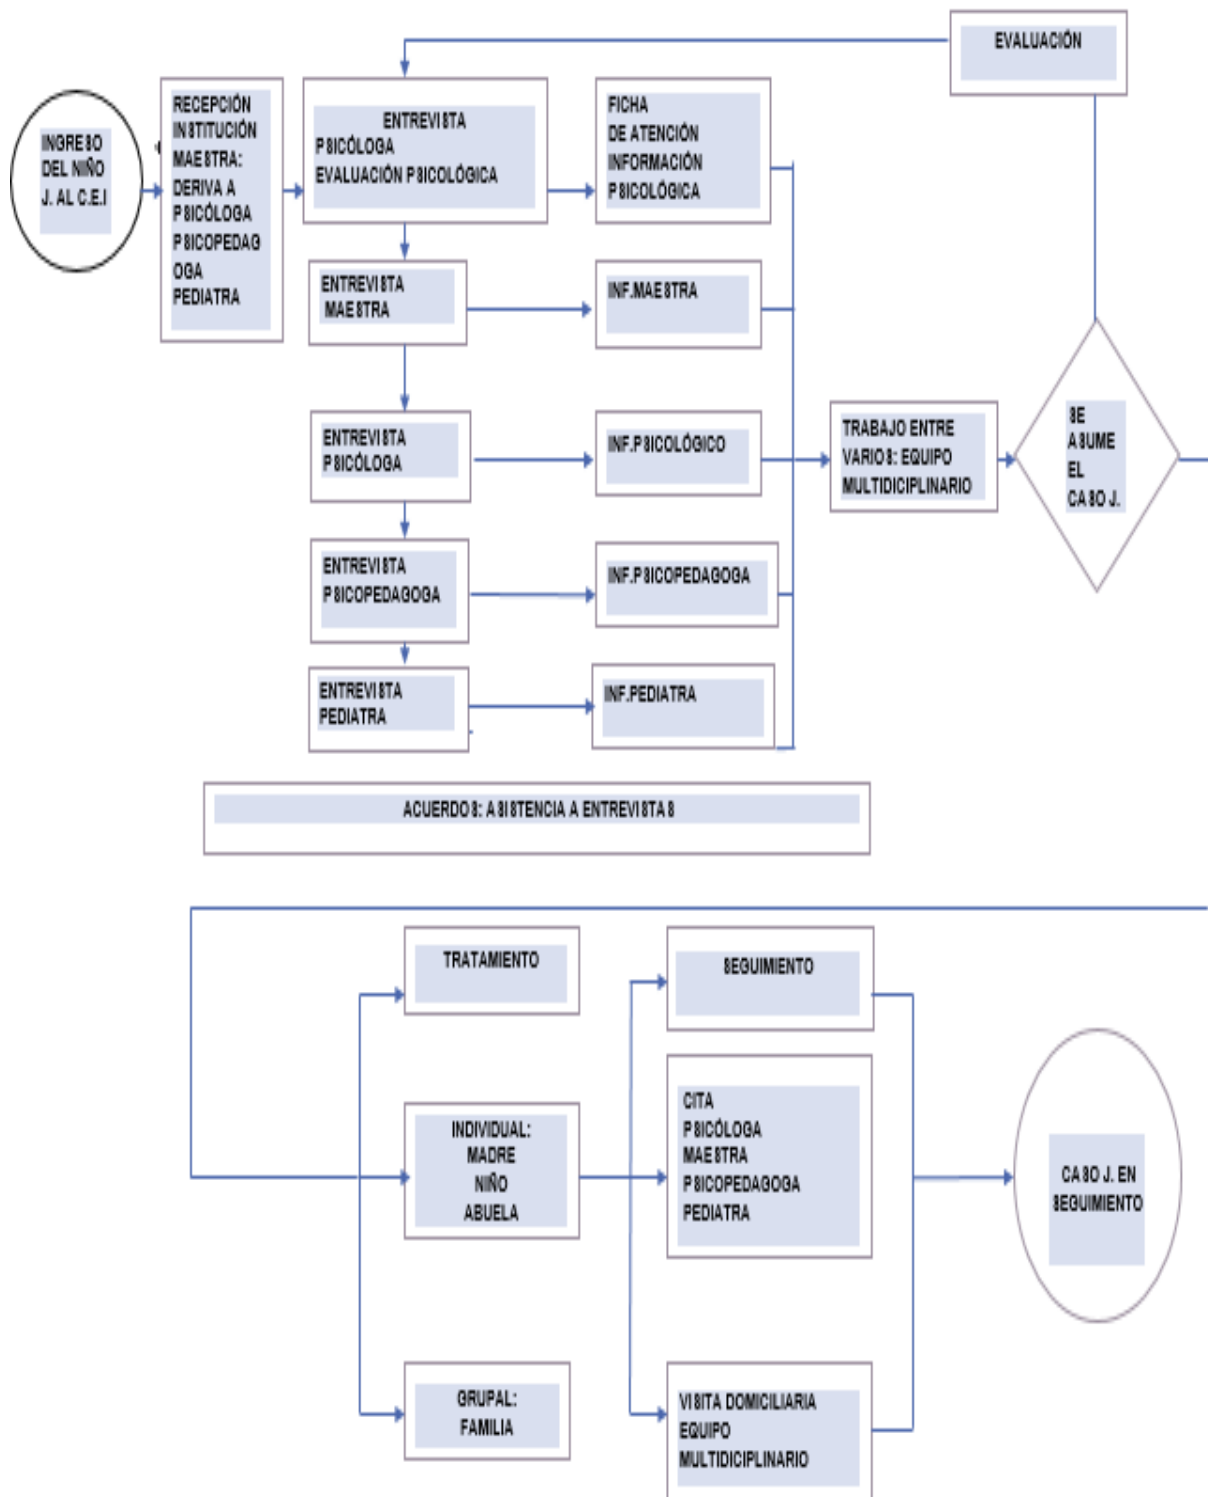 EVALUACIÓN
INGRESO
DEL NIÑO
J. AL C.E.I
RECEPCIÓN
INSTITUCIÓN
MAESTRA:
DERIVA A
PSICÓLOGA
PSICOPEDAG
OGA
PEDIATRA
ENTREVISTA
PSICÓLOGA
EVALUACIÓN PSICOLÓGICA
FICHA
DE ATENCIÓN
INFORMACIÓN
PSICOLÓGICA
ENTREVISTA
MAESTRA
INF.MAESTRA
ENTREVISTA
PSICÓLOGA
INF.PSICOLÓGICO
TRABAJO ENTRE
VARIOS: EQUIPO
MULTIDICIPLINARIO
SE
ASUME
EL
CASO J.
ENTREVISTA
PSICOPEDAGOGA
INF.PSICOPEDAGOGA
ENTREVISTA
PEDIATRA
INF.PEDIATRA
ACUERDOS: ASISTENCIA A ENTREVISTAS
TRATAMIENTO
SEGUIMIENTO
INDIVIDUAL:
MADRE
NIÑO
ABUELA
CITA
PSICÓLOGA
MAESTRA
PSICOPEDAGOGA
PEDIATRA
CASO J. EN
SEGUIMIENTO
GRUPAL:
FAMILIA
VISITA DOMICILIARIA
EQUIPO
MULTIDICIPLINARIO